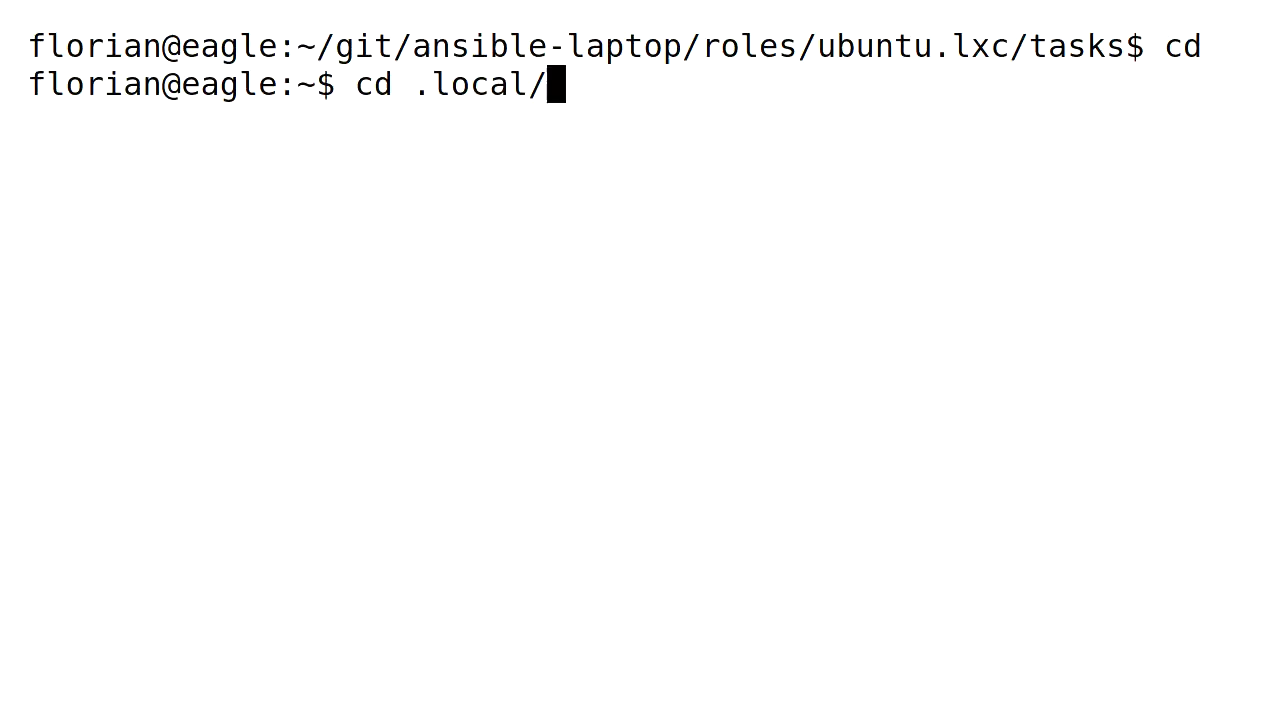 florian@eagle:~/git/ansible-laptop/roles/ubuntu.lxc/tasks$ cd
florian@eagle:~$ cd .local/